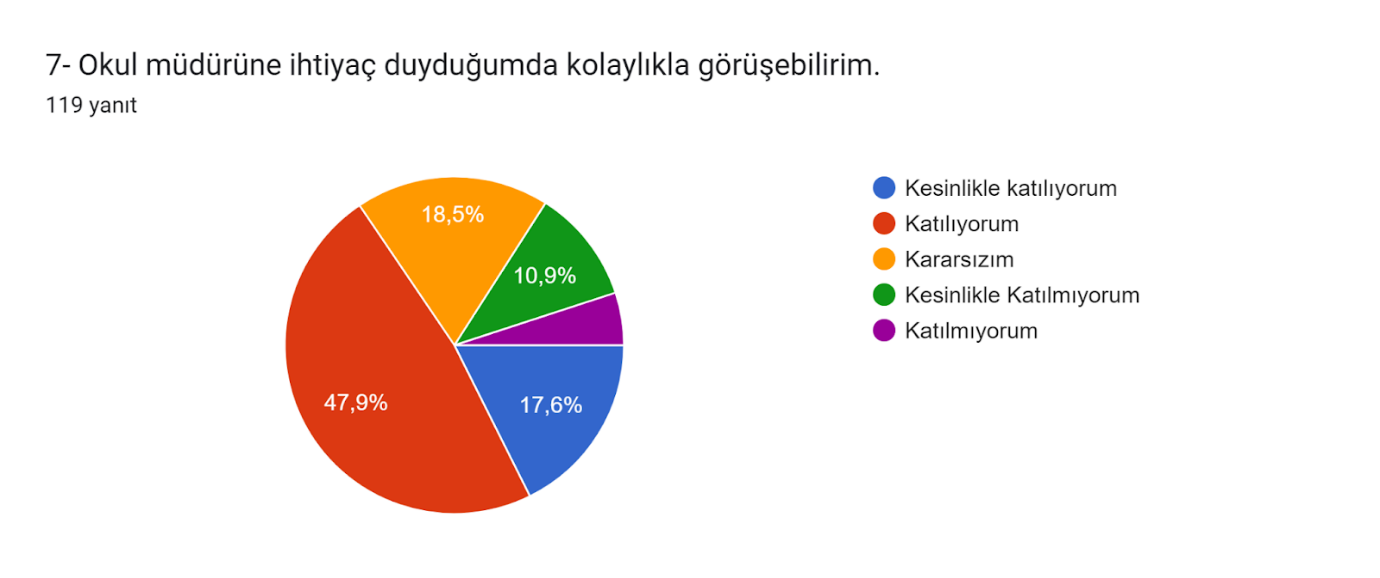 7- Okul müdürüne ihtiyaç duyduğumda kolaylıkla görüşebilirim.
119 yanıt
18,5%
10,9%
47,9%
17,6%
Kesinlikle katılıyorum
Katılıyorum
Kararsızım
Kesinlikle Katılmıyorum
Katılmıyorum